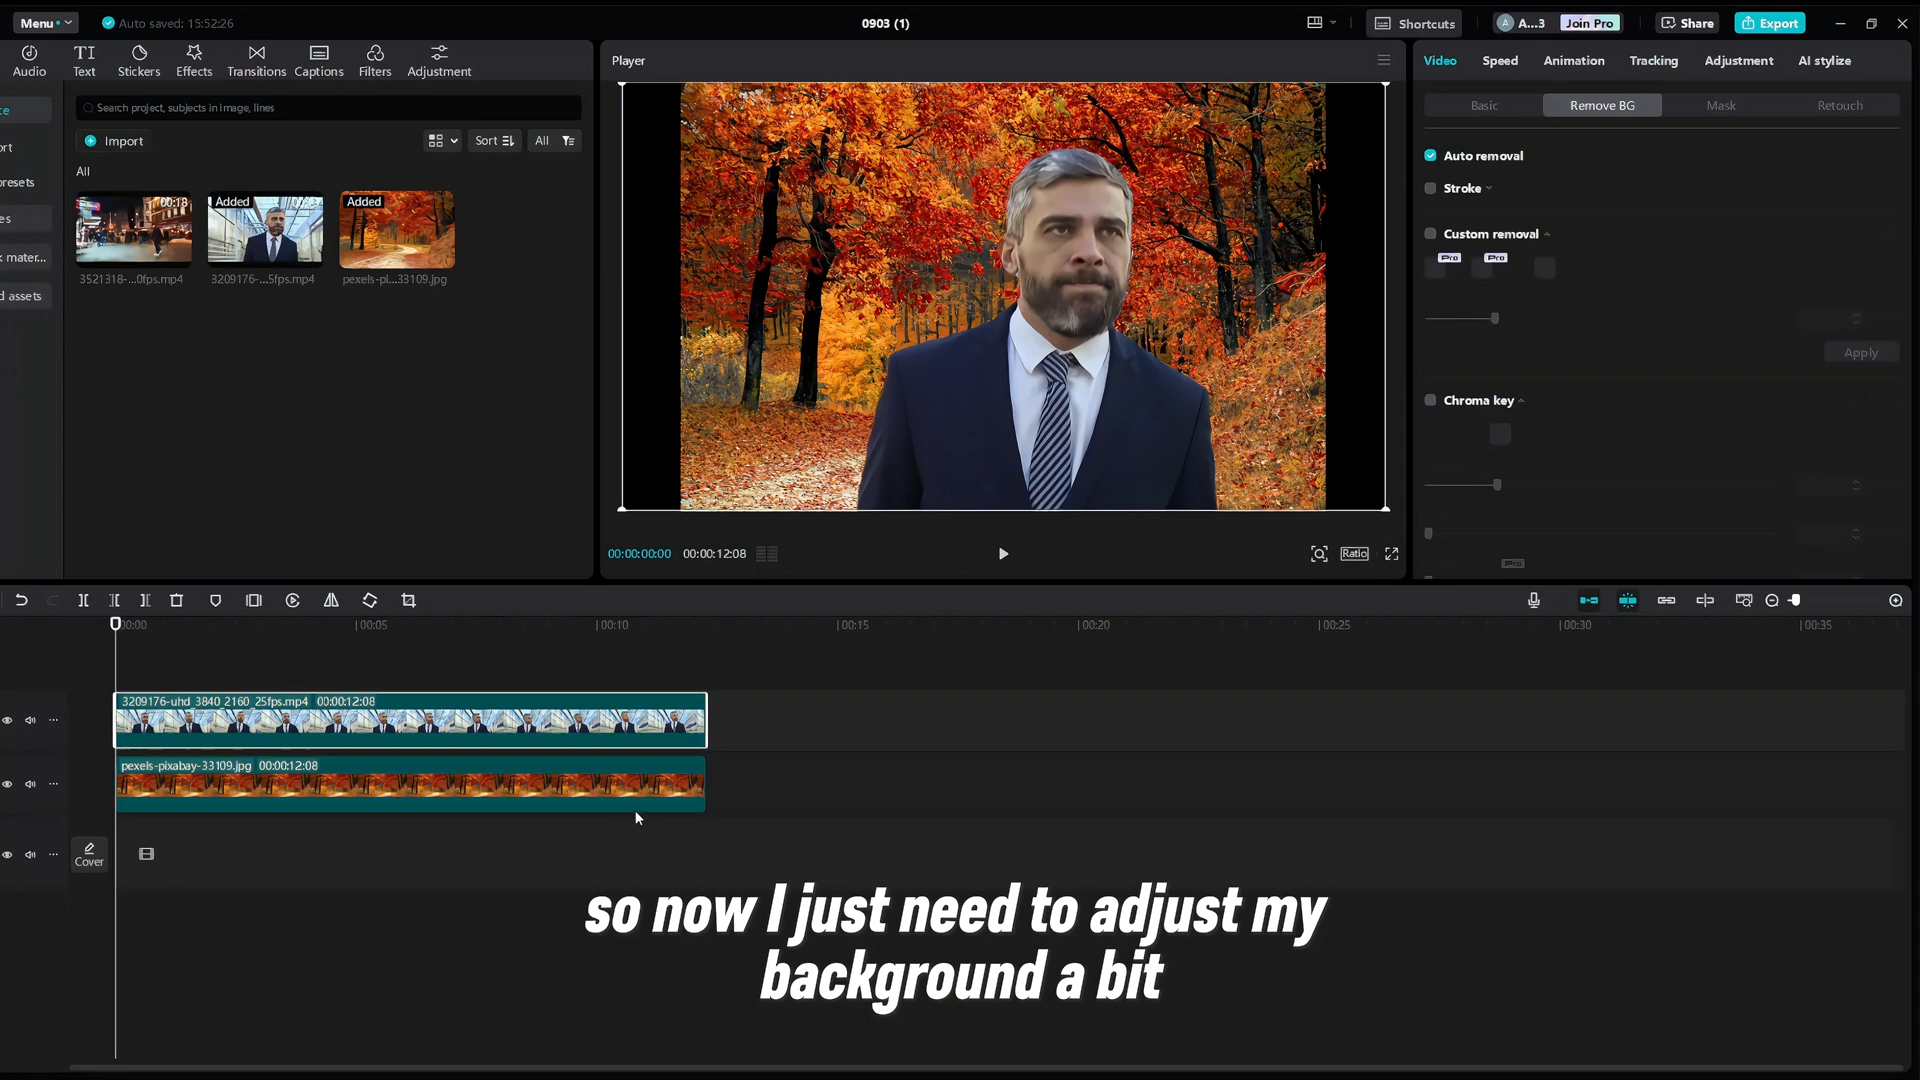 Menu
Auto saved: 15:52:26
0903 (1)
Shortcuts
A A...3
Join Pro
Share
Export
Audio
Text
Stickers
Effects
Transitions
Captions
Filters
Adjustment
Player
Video
Speed
Animation
Tracking
Adjustment
AI stylize
Search project, subjects in image, lines
Basic
Remove BG
Mask
Retouch
Import
Sort
All
All
Auto removal
Stroke
Custom removal
Pro
Pro
Apply
Chroma key
Pro
resets
k mater...
d assets
00:18
Added
Added
3521318-...0fps.mp4
3209176-...5fps.mp4
pexels-pi...33109.jpg
00:00:00:00
00:00:12:08
Ratio
00:00
00:05
00:10
00:15
00:20
00:25
00:30
00:35
3209176-uhd_3840_2160_25fps.mp4 00:00:12:08
pexels-pixabay-33109.jpg 00:00:12:08
Cover
so now I just need to adjust my
background a bit